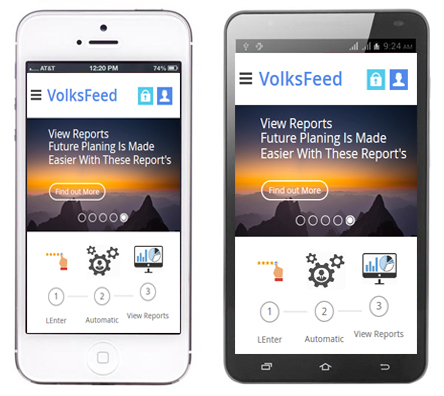 AT&T 12:20 PM 74%
VolksFeed
View Reports
Future Planing Is Made
Easier With These Report's
Find out More
1 2 3
LEnter Automatic View Reports
9:24 AM
VolksFeed
View Reports
Future Planing Is Made
Easier With These Report's
Find out More
1 2 3
LEnter Automatic View Reports